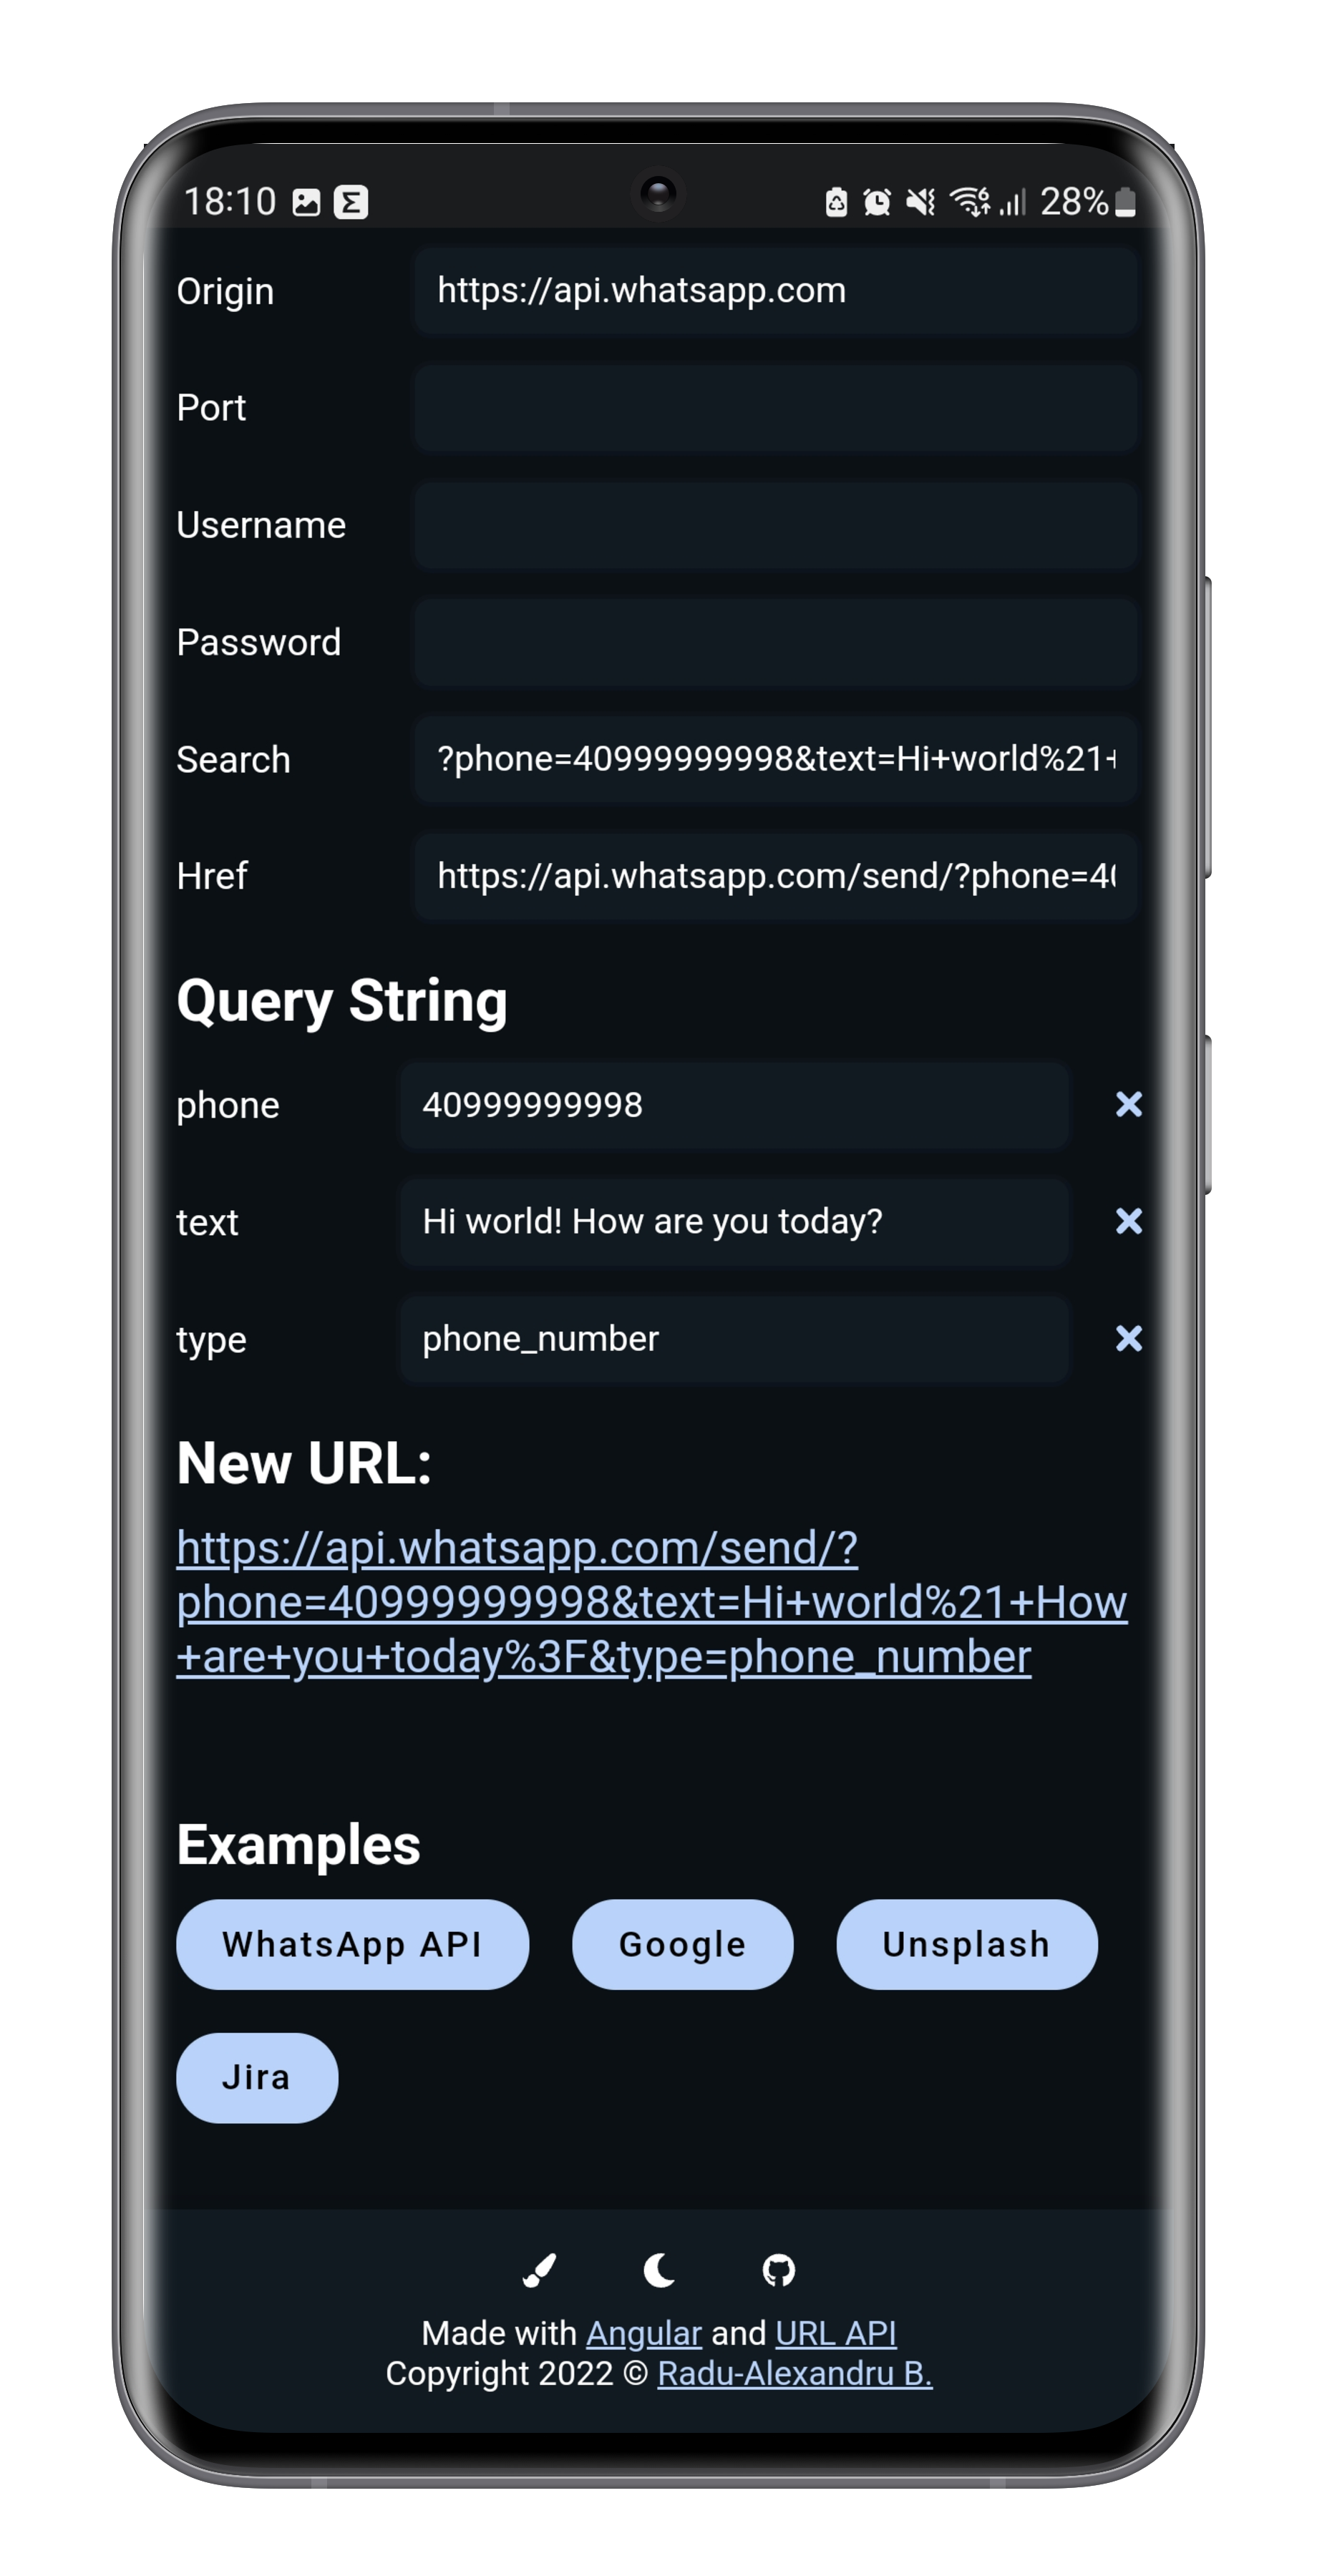 18:10 28%
Origin https://api.whatsapp.com
Port
Username
Password
Search ?phone=40999999998&text=Hi+world%21+
Href https://api.whatsapp.com/send/?phone=40
Query String
phone 40999999998
text Hi world! How are you today?
type phone_number
New URL:
https://api.whatsapp.com/send/?
phone=40999999998&text=Hi+world%21+How
+are+you+today%3F&type=phone_number
Examples
WhatsApp API Google Unsplash
Jira
Made with Angular and URL API
Copyright 2022 © Radu-Alexandru B.